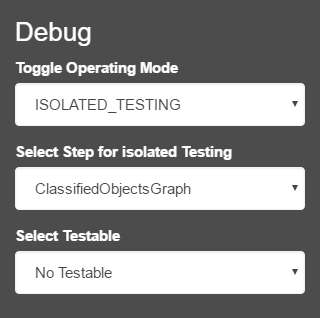 Debug
Toggle Operating Mode
ISOLATED_TESTING
Select Step for isolated Testing
ClassifiedObjectsGraph
Select Testable
No Testable